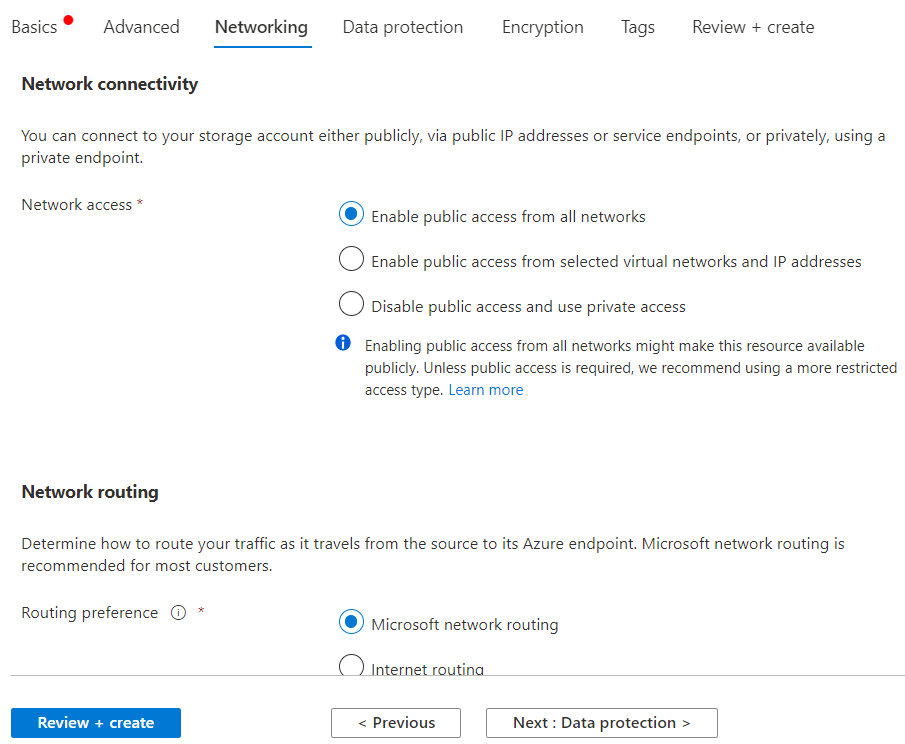 Basics Advanced Networking Data protection Encryption Tags Review + create
Network connectivity
You can connect to your storage account either publicly, via public IP addresses or service endpoints, or privately, using a
private endpoint.
Network access *
Enable public access from all networks
Enable public access from selected virtual networks and IP addresses
Disable public access and use private access
Enabling public access from all networks might make this resource available
publicly. Unless public access is required, we recommend using a more restricted
access type. Learn more
Network routing
Determine how to route your traffic as it travels from the source to its Azure endpoint. Microsoft network routing is
recommended for most customers.
Routing preference *
Microsoft network routing
Internet routing
Review + create < Previous Next : Data protection >